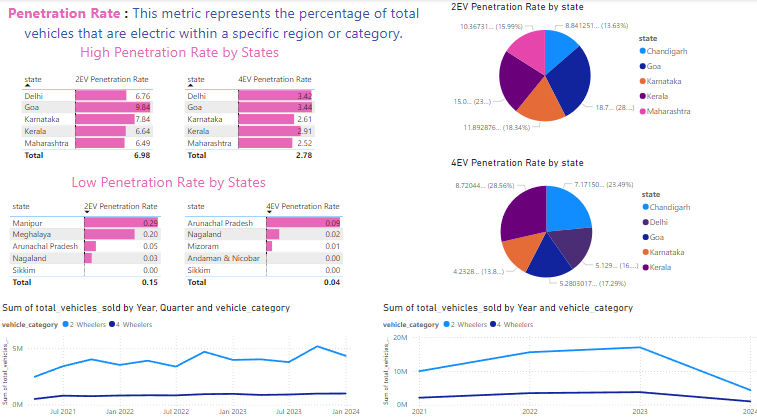 Penetration Rate : This metric represents the percentage of total
vehicles that are electric within a specific region or category.
High Penetration Rate by States
state 2EV Penetration Rate
Delhi 6.76
Goa 9.84
Karnataka 7.84
Kerala 6.64
Maharashtra 6.49
Total 6.98
state 4EV Penetration Rate
Delhi 3.42
Goa 3.44
Karnataka 2.61
Kerala 2.91
Maharashtra 2.52
Total 2.78
Low Penetration Rate by States
state 2EV Penetration Rate
Manipur 0.29
Meghalaya 0.20
Arunachal Pradesh 0.05
Nagaland 0.03
Sikkim 0.00
Total 0.15
state 4EV Penetration Rate
Arunachal Pradesh 0.09
Nagaland 0.02
Mizoram 0.01
Andaman & Nicobar 0.00
Sikkim 0.00
Total 0.04
2EV Penetration Rate by state
10.36731... (15.99%)
8.841251... (13.63%)
15.0... (23...)
18.7... (28...)
11.892876... (18.34%)
state
Chandigarh
Goa
Karnataka
Kerala
Maharashtra
4EV Penetration Rate by state
8.72044... (28.56%)
7.17150... (23.49%)
4.2328... (13.8...)
5.129... (16....)
5.2803017... (17.29%)
state
Chandigarh
Delhi
Goa
Karnataka
Kerala
Sum of total_vehicles_sold by Year, Quarter and vehicle_category
vehicle_category 2-Wheelers 4-Wheelers
Sum of total_vehicles_...
5M
0M
Jul 2021 Jan 2022 Jul 2022 Jan 2023 Jul 2023 Jan 2024
Sum of total_vehicles_sold by Year and vehicle_category
vehicle_category 2-Wheelers 4-Wheelers
Sum of total_vehicles_...
20M
10M
0M
2021 2022 2023 2024